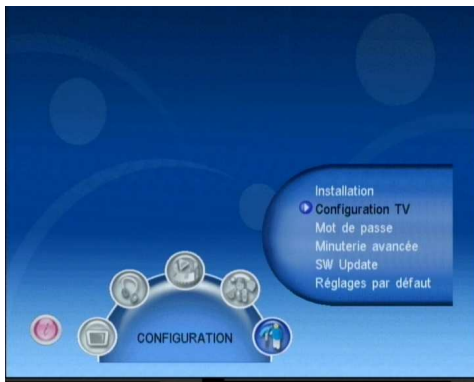 Installation
Configuration TV
Mot de passe
Minuterie avancée
SW Update
Réglages par défaut
CONFIGURATION